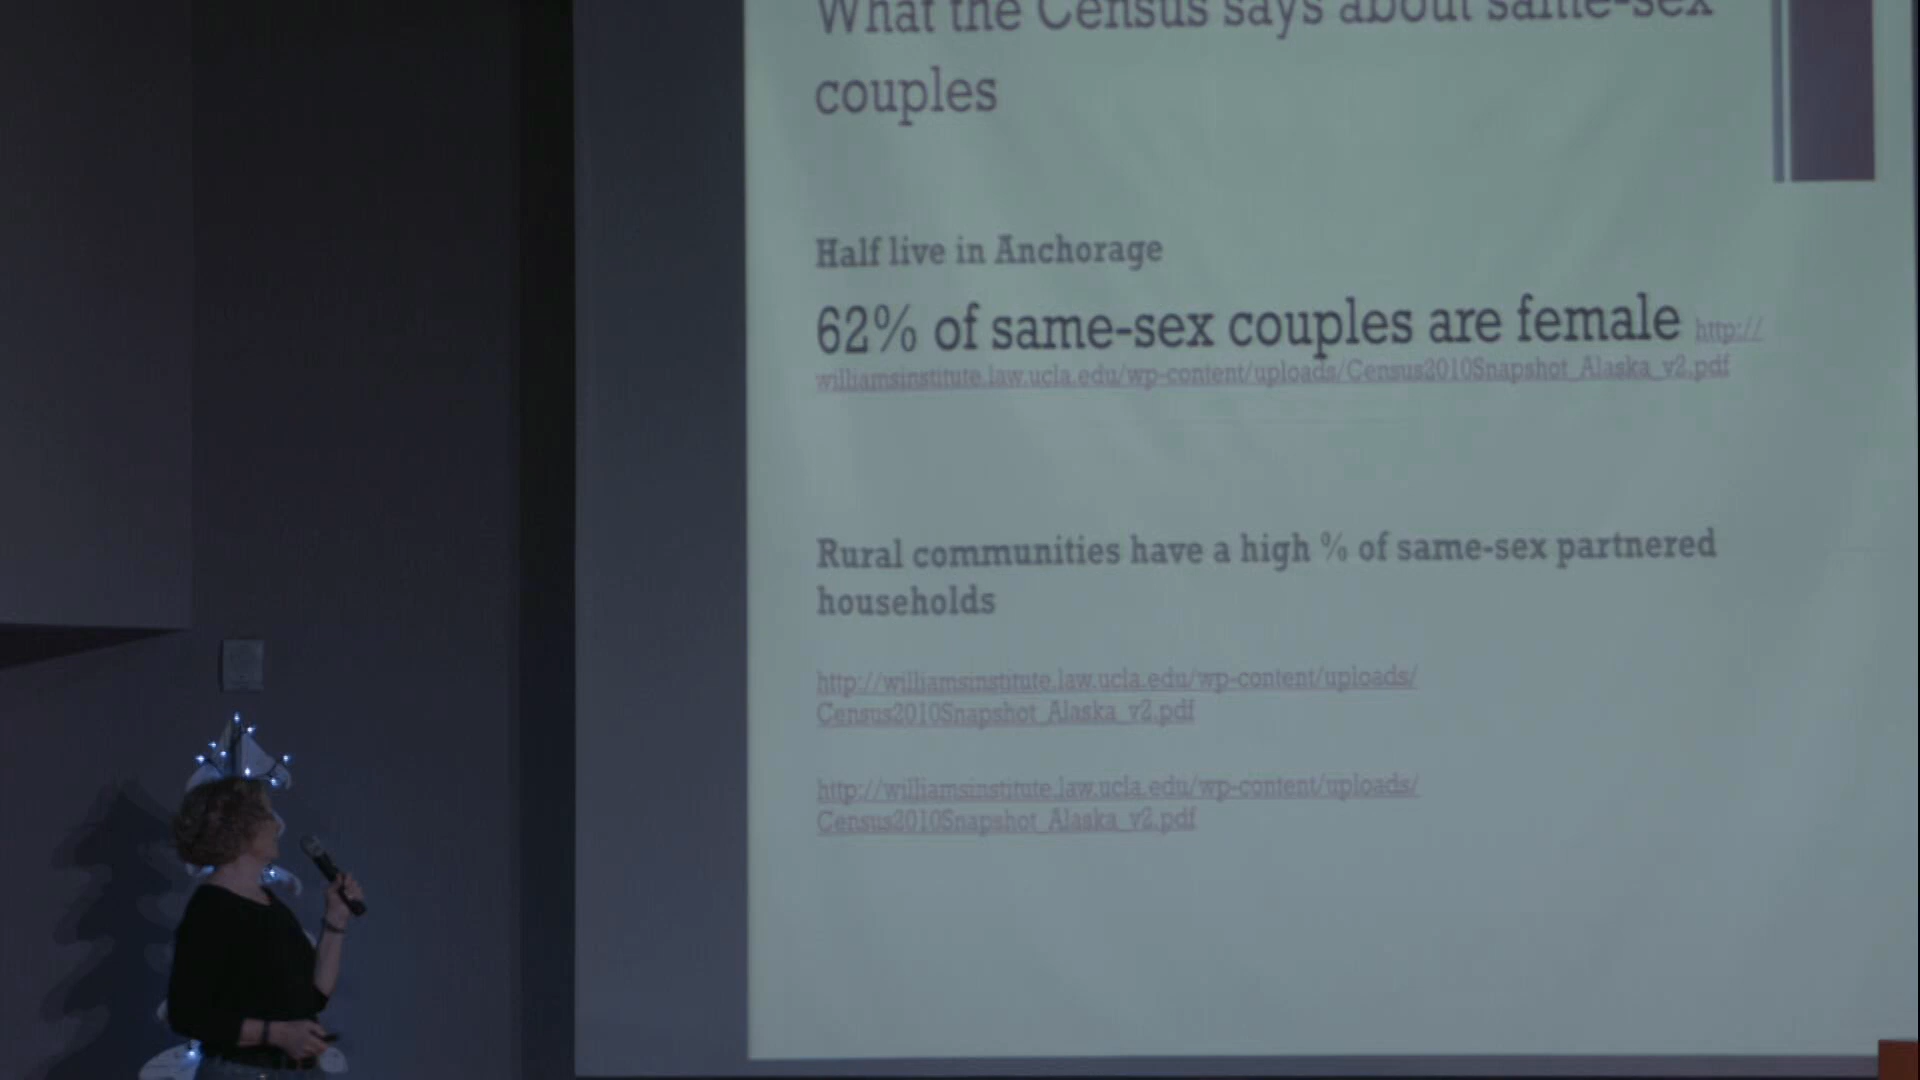 What the Census says about same-sex
couples
Half live in Anchorage
62% of same-sex couples are female http://
williamsinstitute.law.ucla.edu/wp-content/uploads/Census2010Snapshot_Alaska_v2.pdf
Rural communities have a high % of same-sex partnered
households
http://williamsinstitute.law.ucla.edu/wp-content/uploads/
Census2010Snapshot_Alaska_v2.pdf
http://williamsinstitute.law.ucla.edu/wp-content/uploads/
Census2010Snapshot_Alaska_v2.pdf